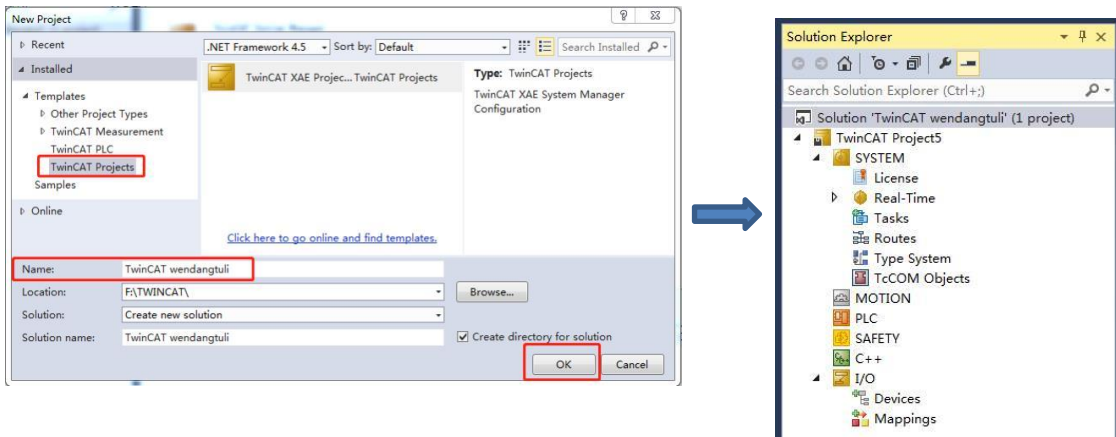 New Project
Recent
.NET Framework 4.5
Sort by: Default
Search Installed
Installed
Templates
Other Project Types
TwinCAT Measurement
TwinCAT PLC
TwinCAT Projects
Samples
Online
TwinCAT XAE Projec... TwinCAT Projects
Type: TwinCAT Projects
TwinCAT XAE System Manager
Configuration
Click here to go online and find templates.
Name: TwinCAT wendangtuli
Location: F:\TWINCAT\
Browse...
Solution: Create new solution
Solution name: TwinCAT wendangtuli
Create directory for solution
OK
Cancel
Solution Explorer
Search Solution Explorer (Ctrl+;)
Solution 'TwinCAT wendangtuli' (1 project)
TwinCAT Project5
SYSTEM
License
Real-Time
Tasks
Routes
Type System
TcCOM Objects
MOTION
PLC
SAFETY
C++
I/O
Devices
Mappings